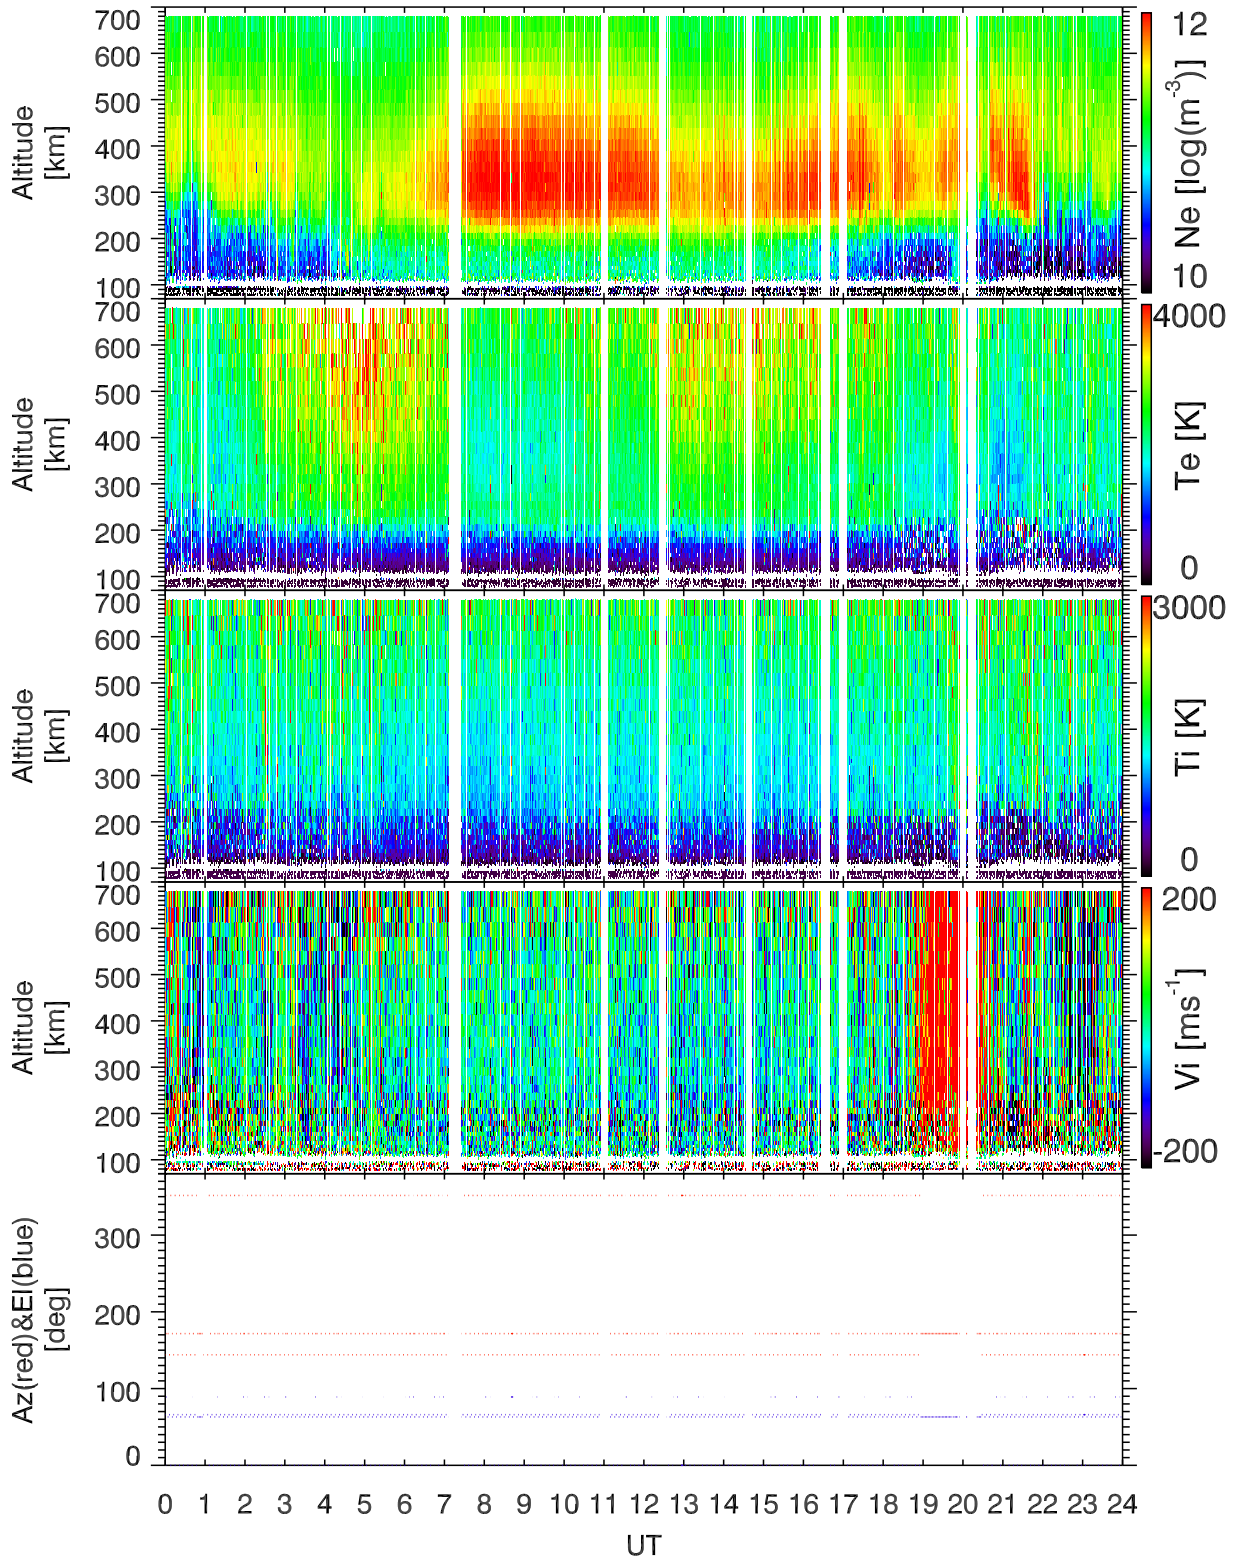 700
600
500
400
300
200
100
Altitude
[km]
12
10
Ne [log(m⁻³)]
700
600
500
400
300
200
100
Altitude
[km]
4000
0
Te [K]
700
600
500
400
300
200
100
Altitude
[km]
3000
0
Ti [K]
700
600
500
400
300
200
100
Altitude
[km]
200
-200
Vi [ms⁻¹]
300
200
100
0
Az(red)&El(blue)
[deg]
0 1 2 3 4 5 6 7 8 9 10 11 12 13 14 15 16 17 18 19 20 21 22 23 24
UT